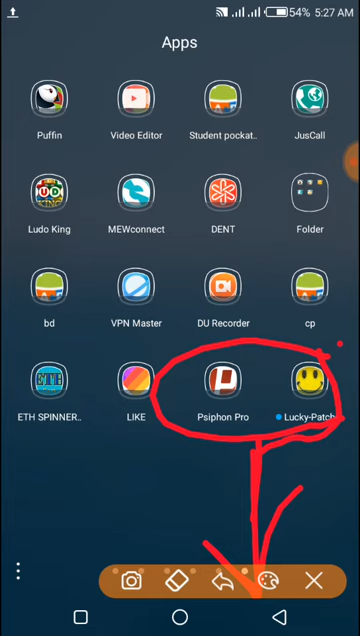 54% 5:27 AM
Apps
Puffin Video Editor Student pockat.. JusCall
Ludo King MEWconnect DENT Folder
bd VPN Master DU Recorder cp
ETH SPINNER.. LIKE Psiphon Pro Lucky-Patch